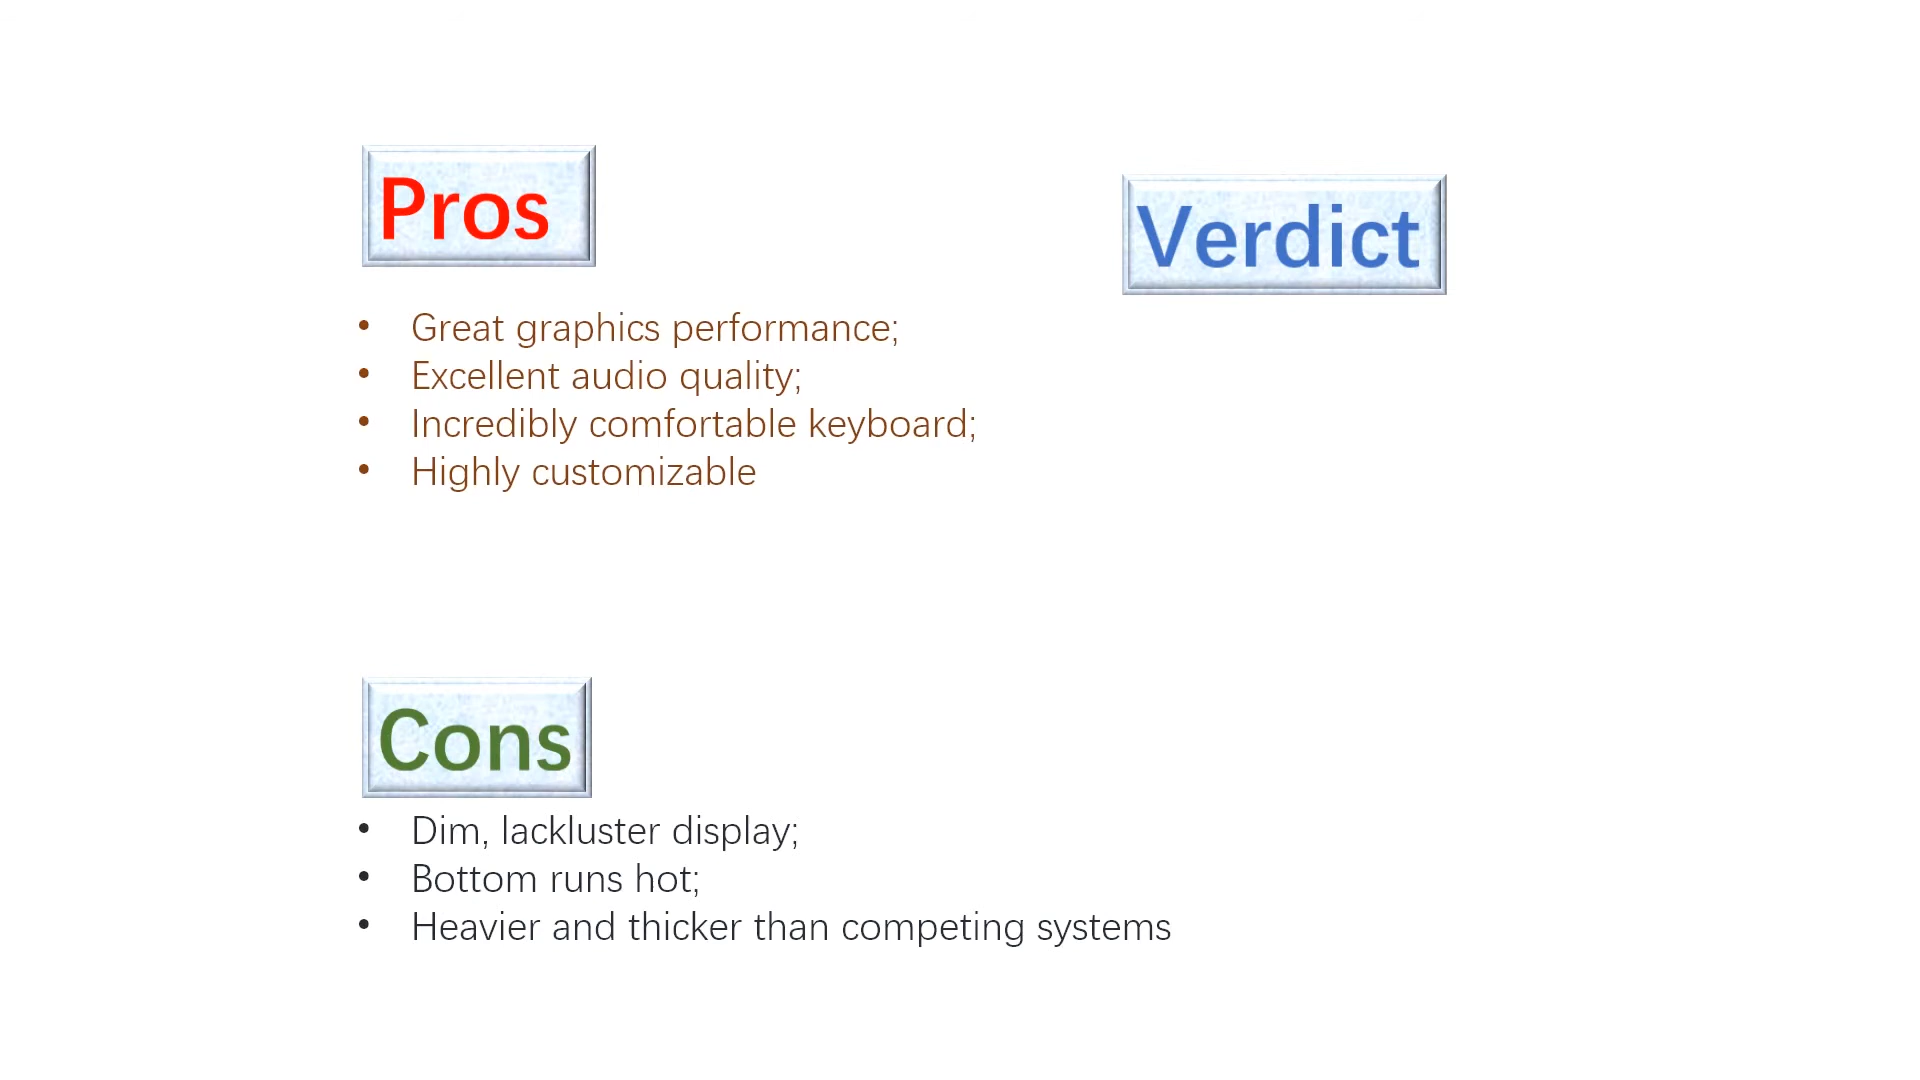 Pros
• Great graphics performance;
• Excellent audio quality;
• Incredibly comfortable keyboard;
• Highly customizable
Verdict
Cons
• Dim, lackluster display;
• Bottom runs hot;
• Heavier and thicker than competing systems